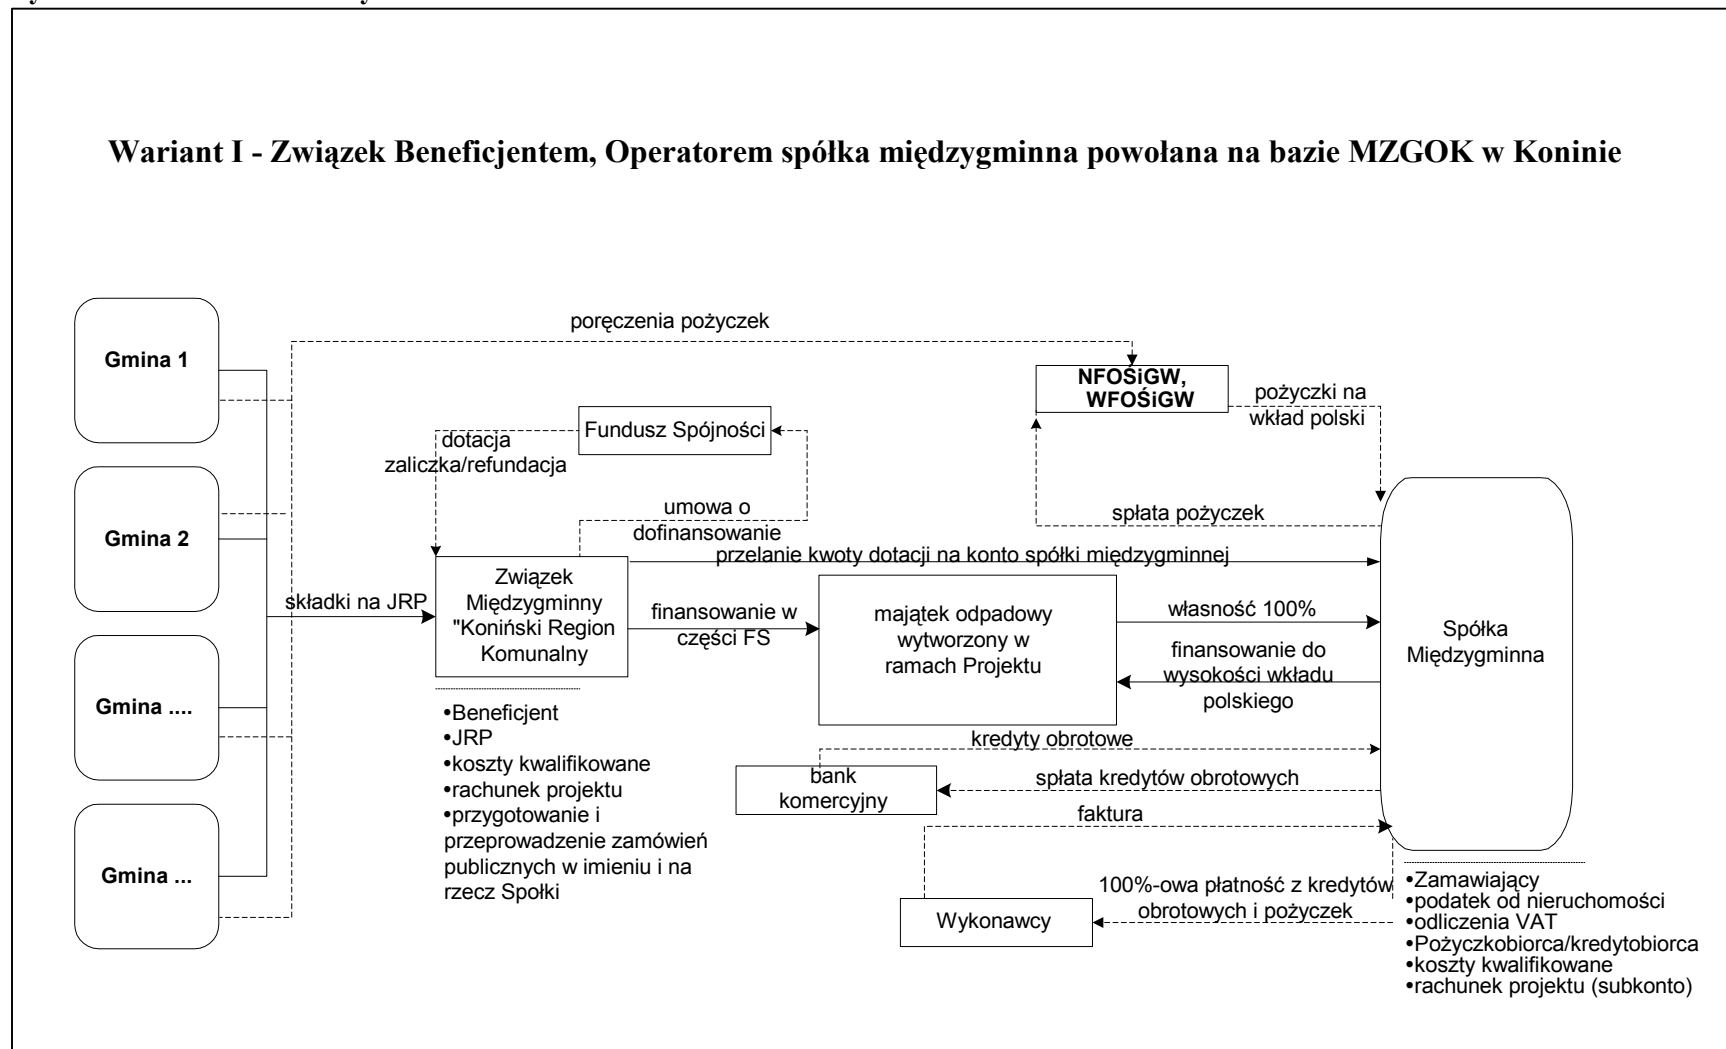 Wariant I - Związek Beneficjentem, Operatorem spółka międzygminna powołana na bazie MZGOK w Koninie
poręczenia pożyczek
Gmina 1
NFOŚiGW,
WFOŚiGW
pożyczki na
wkład polski
Fundusz Spójności
dotacja
zaliczka/refundacja
umowa o
dofinansowanie
spłata pożyczek
Gmina 2
przelanie kwoty dotacji na konto spółki międzygminnej
składki na JRP
Związek
Międzygminny
"Koniński Region
Komunalny
finansowanie w
części FS
majątek odpadowy
wytworzony w
ramach Projektu
własność 100%
finansowanie do
wysokości wkładu
polskiego
Spółka
Międzygminna
Gmina ....
•Beneficjent
•JRP
•koszty kwalifikowane
•rachunek projektu
•przygotowanie i
przeprowadzenie zamówień
publicznych w imieniu i na
rzecz Społki
kredyty obrotowe
bank
komercyjny
spłata kredytów obrotowych
faktura
Gmina ...
100%-owa płatność z kredytów
obrotowych i pożyczek
Wykonawcy
•Zamawiający
•podatek od nieruchomości
•odliczenia VAT
•Pożyczkobiorca/kredytobiorca
•koszty kwalifikowane
•rachunek projektu (subkonto)